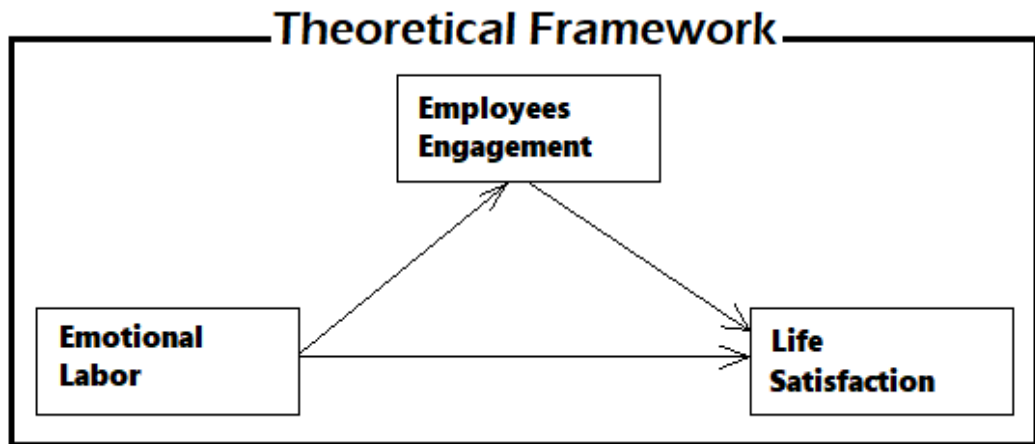 Theoretical Framework
Employees
Engagement
Emotional
Labor
Life
Satisfaction